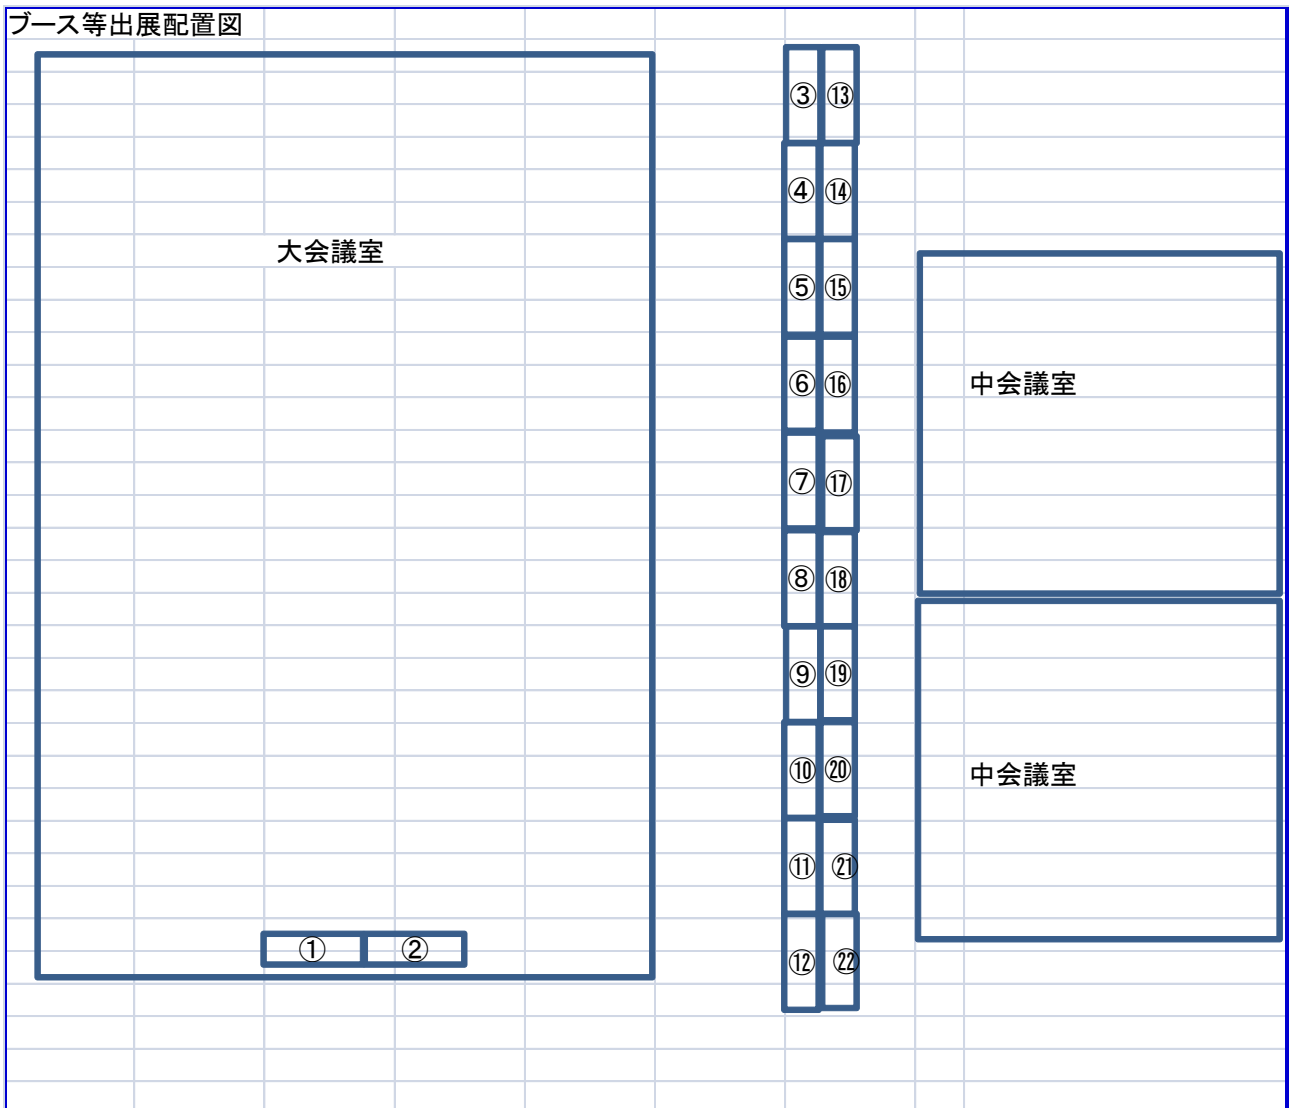 ブース等出展配置図
③ ⑬
④ ⑭
大会議室
⑤ ⑮
⑥ ⑯
中会議室
⑦ ⑰
⑧ ⑱
⑨ ⑲
⑩ ⑳
中会議室
⑪ ㉑
① ②
⑫ ㉒